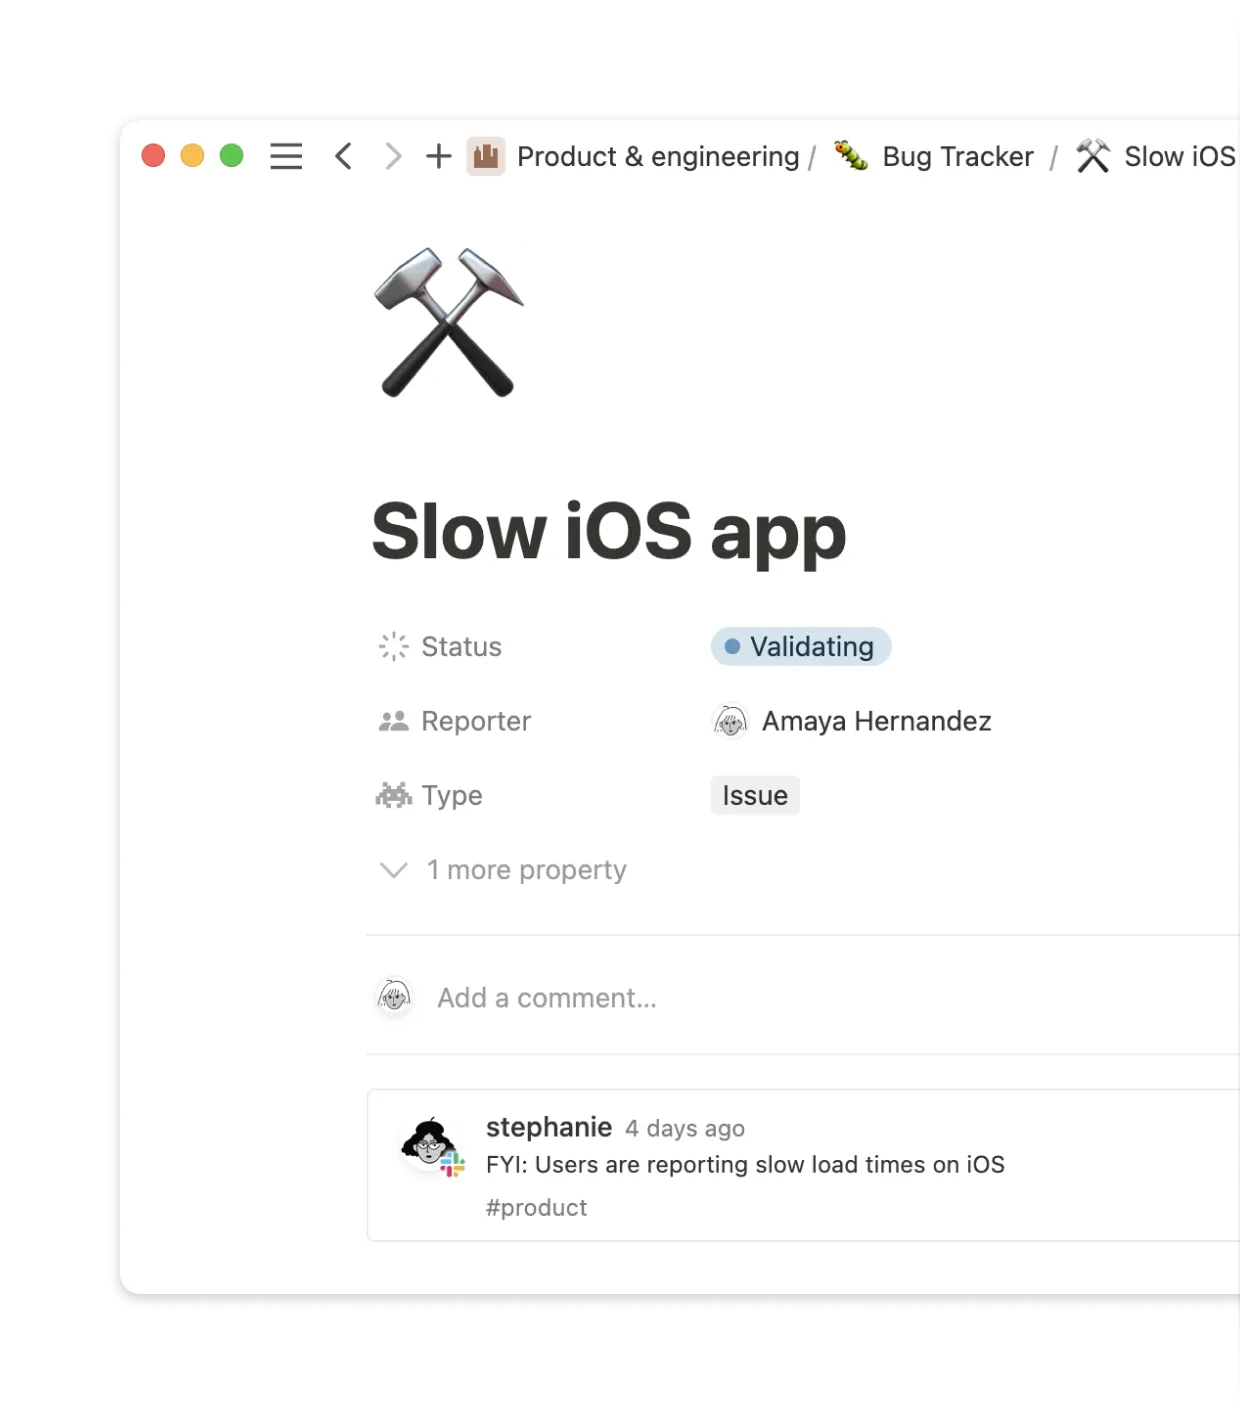 Product & engineering / Bug Tracker / Slow iOS
Slow iOS app
Status Validating
Reporter Amaya Hernandez
Type Issue
1 more property
Add a comment...
stephanie 4 days ago
FYI: Users are reporting slow load times on iOS
#product